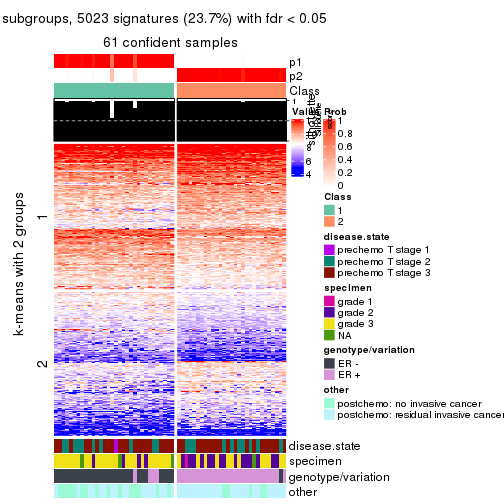 subgroups, 5023 signatures (23.7%) with fdr < 0.05
61 confident samples
p1
p2
Class
1
Value
Prob
8
6
4
1
0.8
0.6
0.4
0.2
0
k-means with 2 groups
1
2
Class
1
2
disease.state
prechemo T stage 1
prechemo T stage 2
prechemo T stage 3
specimen
grade 1
grade 2
grade 3
NA
genotype/variation
ER -
ER +
other
postchemo: no invasive cancer
postchemo: residual invasive cancer
disease.state
specimen
genotype/variation
other